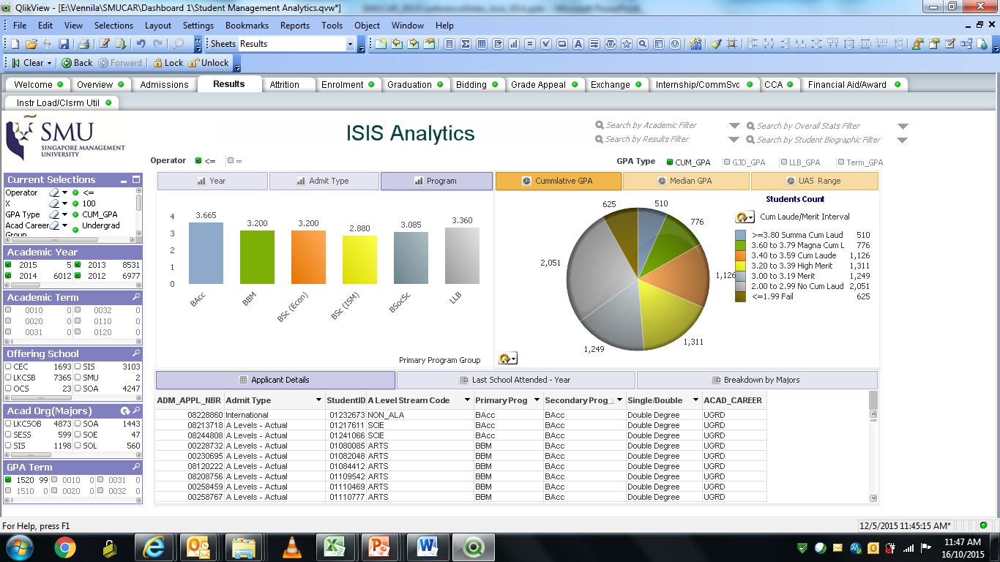 QlikView - [E:\Vennila\SMUCAR\Dashboard 1\Student Management Analytics.qvw*]
File Edit View Selections Layout Settings Bookmarks Reports Tools Object Window Help
Sheets Results
Clear Back Forward Lock Unlock
Welcome Overview Admissions Results Attrition Enrolment Graduation Bidding Grade Appeal Exchange Internship/CommSvc CCA Financial Aid/Award
Instr Load/Clsrm Util
SMU
SINGAPORE MANAGEMENT
UNIVERSITY
ISIS Analytics
Search by Academic Filter Search by Overall Stats Filter
Search by Results Filter Search by Student Biographic Filter
Operator <= =
GPA Type CUM_GPA GJD_GPA LLB_GPA Term_GPA
Current Selections
Operator <=
X 100
GPA Type CUM_GPA
Acad Career Undergrad
Group
Academic Year
2015 5 2013 8531
2014 6012 2012 6977
Academic Term
0010 0 0032 0
0020 0 0110 0
0031 0 0120 0
Offering School
CEC 1693 SIS 3103
LKCSB 7365 SMU 2
OCS 23 SOA 4247
Acad Org(Majors)
LKCSOB 4873 SOA 1443
SESS 599 SOE 47
SIS 1198 SOL 560
GPA Term
1520 99 0010 0 0031 0
1510 0 0020 0 0032 0
Year Admit Type Program
4
3
2
1
0
3.665 3.200 3.200 2.880 3.085 3.360
BAcc BBM BSc (Econ) BSc (ISM) BSocSc LLB
Primary Program Group
Cummlative GPA Median GPA UAS Range
Students Count
Cum Laude/Merit Interval
>=3.80 Summa Cum Laud 510
3.60 to 3.79 Magna Cum L 776
3.40 to 3.59 Cum Laude 1,126
3.20 to 3.39 High Merit 1,311
3.00 to 3.19 Merit 1,249
2.00 to 2.99 No Cum Laud 2,051
<=1.99 Fail 625
625 510
776
2,051
1,126
1,311
1,249
Applicant Details Last School Attended - Year Breakdown by Majors
ADM_APPL_NBR Admit Type StudentID A Level Stream Code Primary Prog Secondary Prog Single/Double ACAD_CAREER
08228860 International 01232673 NON_ALA BAcc BAcc Double Degree UGRD
08213718 A Levels - Actual 01217611 SCIE BAcc BAcc Double Degree UGRD
08244808 A Levels - Actual 01241066 SCIE BAcc BAcc Double Degree UGRD
00228732 A Levels - Actual 01080085 ARTS BBM BAcc Double Degree UGRD
00230695 A Levels - Actual 01082048 ARTS BBM BAcc Double Degree UGRD
08120222 A Levels - Actual 01084412 ARTS BBM BAcc Double Degree UGRD
08208756 A Levels - Actual 01109542 ARTS BBM BAcc Double Degree UGRD
00258459 A Levels - Actual 01110469 ARTS BBM BAcc Double Degree UGRD
00258767 A Levels - Actual 01110777 ARTS BBM BAcc Double Degree UGRD
For Help, press F1
12/5/2015 11:45:15 AM*
11:47 AM
16/10/2015